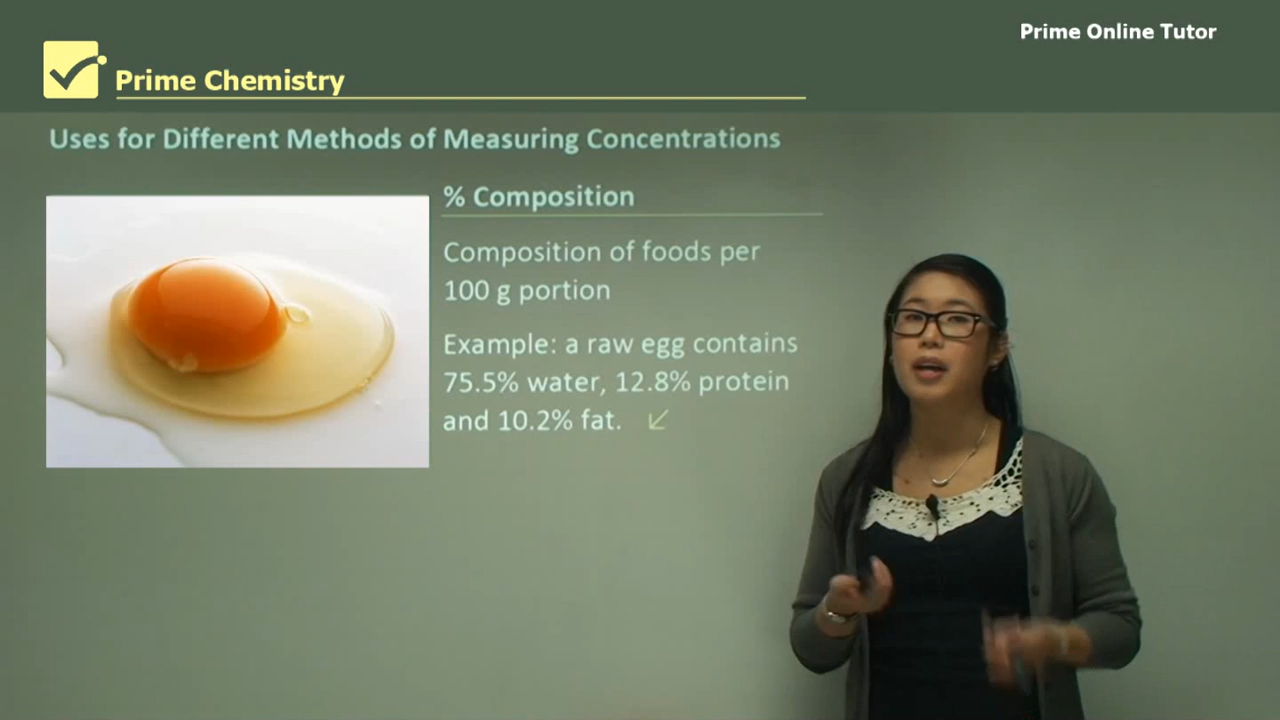 Prime Online Tutor
Prime Chemistry
Uses for Different Methods of Measuring Concentrations
% Composition
Composition of foods per
100 g portion
Example: a raw egg contains
75.5% water, 12.8% protein
and 10.2% fat.